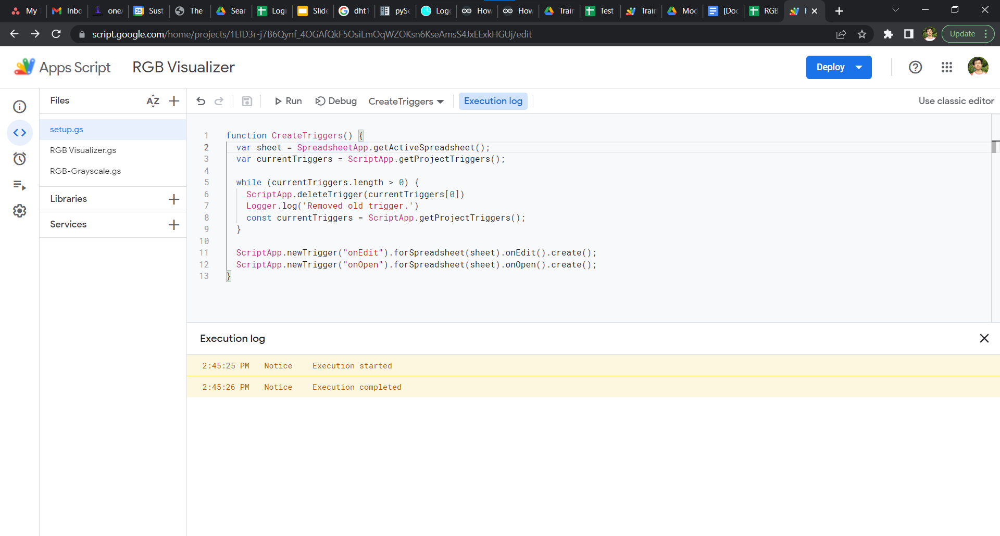 My
Inbo
one
25
Sust
The
Sear
Logi
Slide
dht1
pySe
Logg
How
How
Train
Test
Train
Mod
[Doc
RGB
script.google.com/home/projects/1EID3r-j7B6Qynf_4OGAfQkF5OsiLmOqWZOKsn6KseAmsS4JxEExkHGUj/edit
Update
Apps Script
RGB Visualizer
Deploy
Files
AZ
Run
Debug
CreateTriggers
Execution log
Use classic editor
setup.gs
RGB Visualizer.gs
RGB-Grayscale.gs
Libraries
Services
1 function CreateTriggers() {
2 var sheet = SpreadsheetApp.getActiveSpreadsheet();
3 var currentTriggers = ScriptApp.getProjectTriggers();
4
5 while (currentTriggers.length > 0) {
6 ScriptApp.deleteTrigger(currentTriggers[0])
7 Logger.log('Removed old trigger.')
8 const currentTriggers = ScriptApp.getProjectTriggers();
9 }
10
11 ScriptApp.newTrigger("onEdit").forSpreadsheet(sheet).onEdit().create();
12 ScriptApp.newTrigger("onOpen").forSpreadsheet(sheet).onOpen().create();
13 }
Execution log
2:45:25 PM Notice Execution started
2:45:26 PM Notice Execution completed